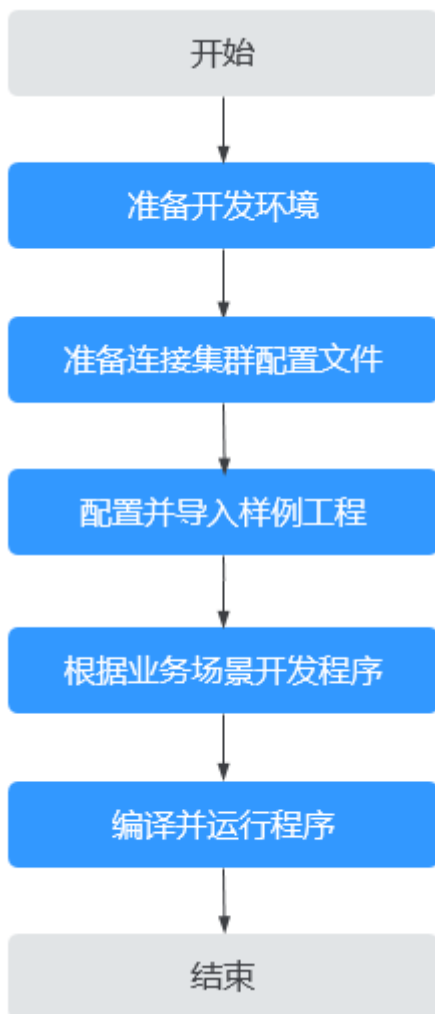 开始
准备开发环境
准备连接集群配置文件
配置并导入样例工程
根据业务场景开发程序
编译并运行程序
结束